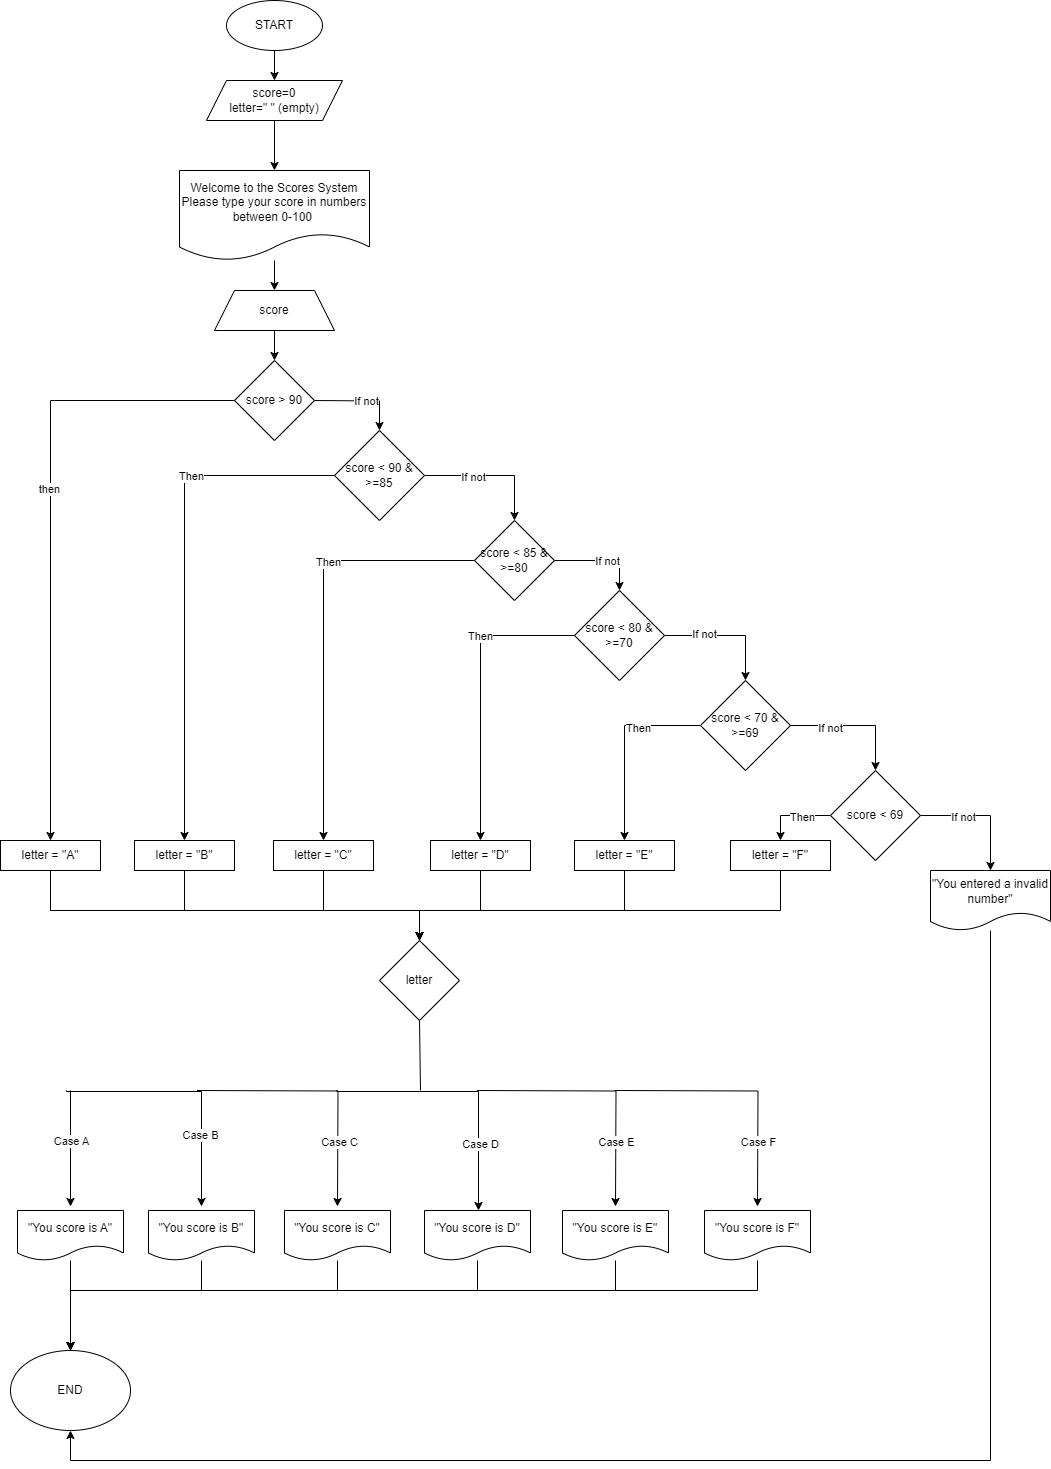 START
score=0
letter=" " (empty)
Welcome to the Scores System
Please type your score in numbers
between 0-100
score
score > 90
If not
then
score < 90 &
>=85
Then
If not
score < 85 &
>=80
Then
If not
score < 80 &
>=70
Then
If not
score < 70 &
>=69
Then
If not
score < 69
Then
If not
letter = "A"
letter = "B"
letter = "C"
letter = "D"
letter = "E"
letter = "F"
"You entered a invalid
number"
letter
Case A
Case B
Case C
Case D
Case E
Case F
"You score is A"
"You score is B"
"You score is C"
"You score is D"
"You score is E"
"You score is F"
END